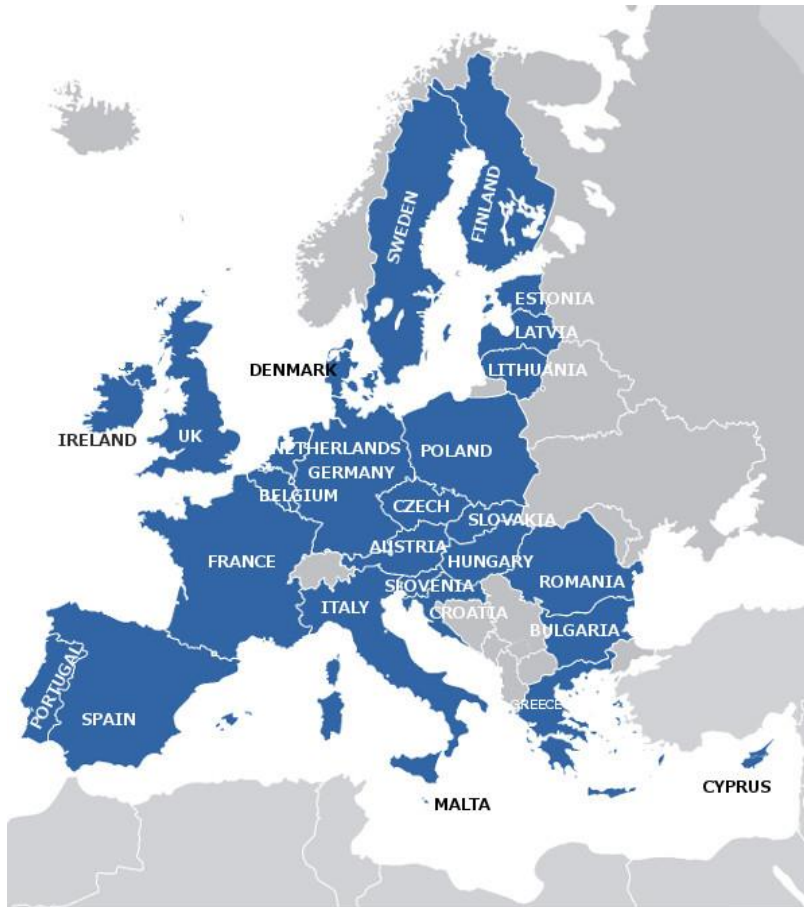 SWEDEN
FINLAND
ESTONIA
LATVIA
LITHUANIA
DENMARK
IRELAND
UK
NETHERLANDS
POLAND
GERMANY
BELGIUM
CZECH
SLOVAKIA
AUSTRIA
FRANCE
HUNGARY
SLOVENIA
ROMANIA
ITALY
CROATIA
BULGARIA
PORTUGAL
SPAIN
GREECE
CYPRUS
MALTA